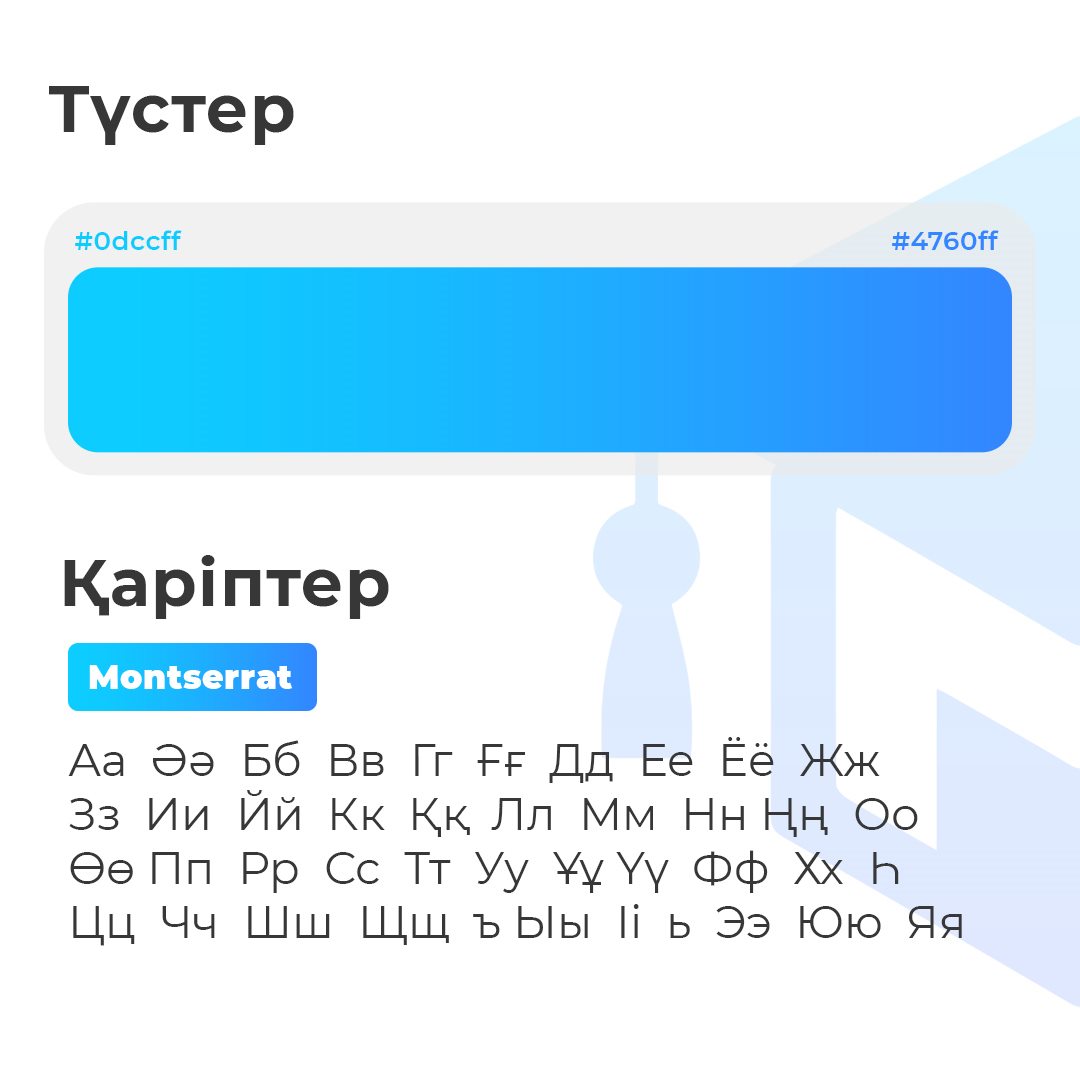 Түстер
#0dccff #4760ff
Қаріптер
Montserrat
Аа Әә Бб Вв Гг Ғғ Дд Ее Ёё Жж
Зз Ии Йй Кк Ққ Лл Мм Нн Ңң Оо
Өө Пп Рр Сс Тт Уу Ұұ Үү Фф Хх Һ
Цц Чч Шш Щщ ъ Ыы Іі ь Ээ Юю Яя